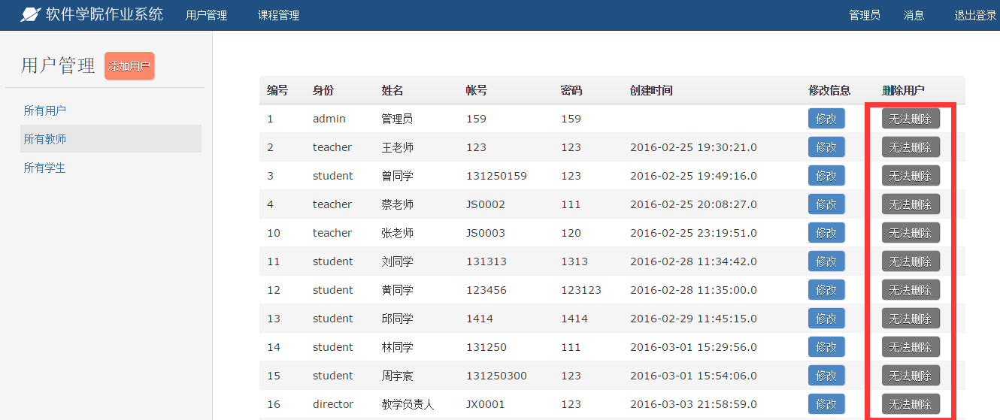 软件学院作业系统 用户管理 课程管理 管理员 消息 退出登录
用户管理 添加用户
所有用户
所有教师
所有学生
编号 身份 姓名 帐号 密码 创建时间 修改信息 删除用户
1 admin 管理员 159 159 修改 无法删除
2 teacher 王老师 123 123 2016-02-25 19:30:21.0 修改 无法删除
3 student 曾同学 131250159 123 2016-02-25 19:49:16.0 修改 无法删除
4 teacher 蔡老师 JS0002 111 2016-02-25 20:08:27.0 修改 无法删除
10 teacher 张老师 JS0003 120 2016-02-25 23:19:51.0 修改 无法删除
11 student 刘同学 131313 1313 2016-02-28 11:34:42.0 修改 无法删除
12 student 黄同学 123456 123123 2016-02-28 11:35:00.0 修改 无法删除
13 student 邱同学 1414 1414 2016-02-29 11:45:15.0 修改 无法删除
14 student 林同学 131250 111 2016-03-01 15:29:56.0 修改 无法删除
15 student 周宇宸 131250300 123 2016-03-01 15:54:06.0 修改 无法删除
16 director 教学负责人 JX0001 123 2016-03-03 21:58:59.0 修改 无法删除